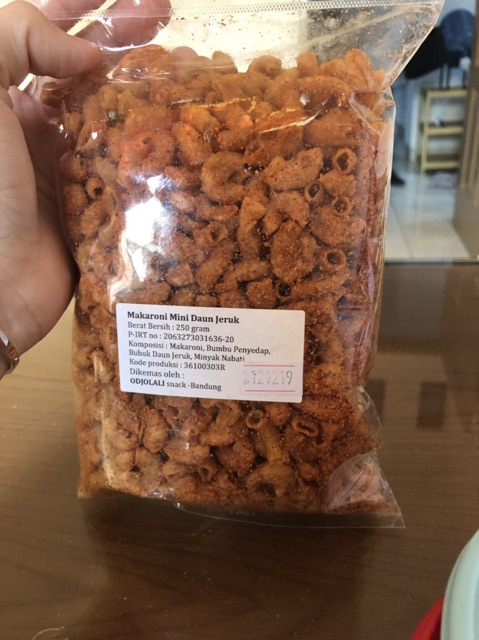 Makaroni Mini Daun Jeruk
Berat Bersih : 250 gram
P-IRT no : 2063273031636-20
Komposisi : Makaroni, Bumbu Penyedap,
Bubuk Daun Jeruk, Minyak Nabati
Kode produksi : 36100303R
121219
Dikemas oleh :
ODJOLALI snack -Bandung